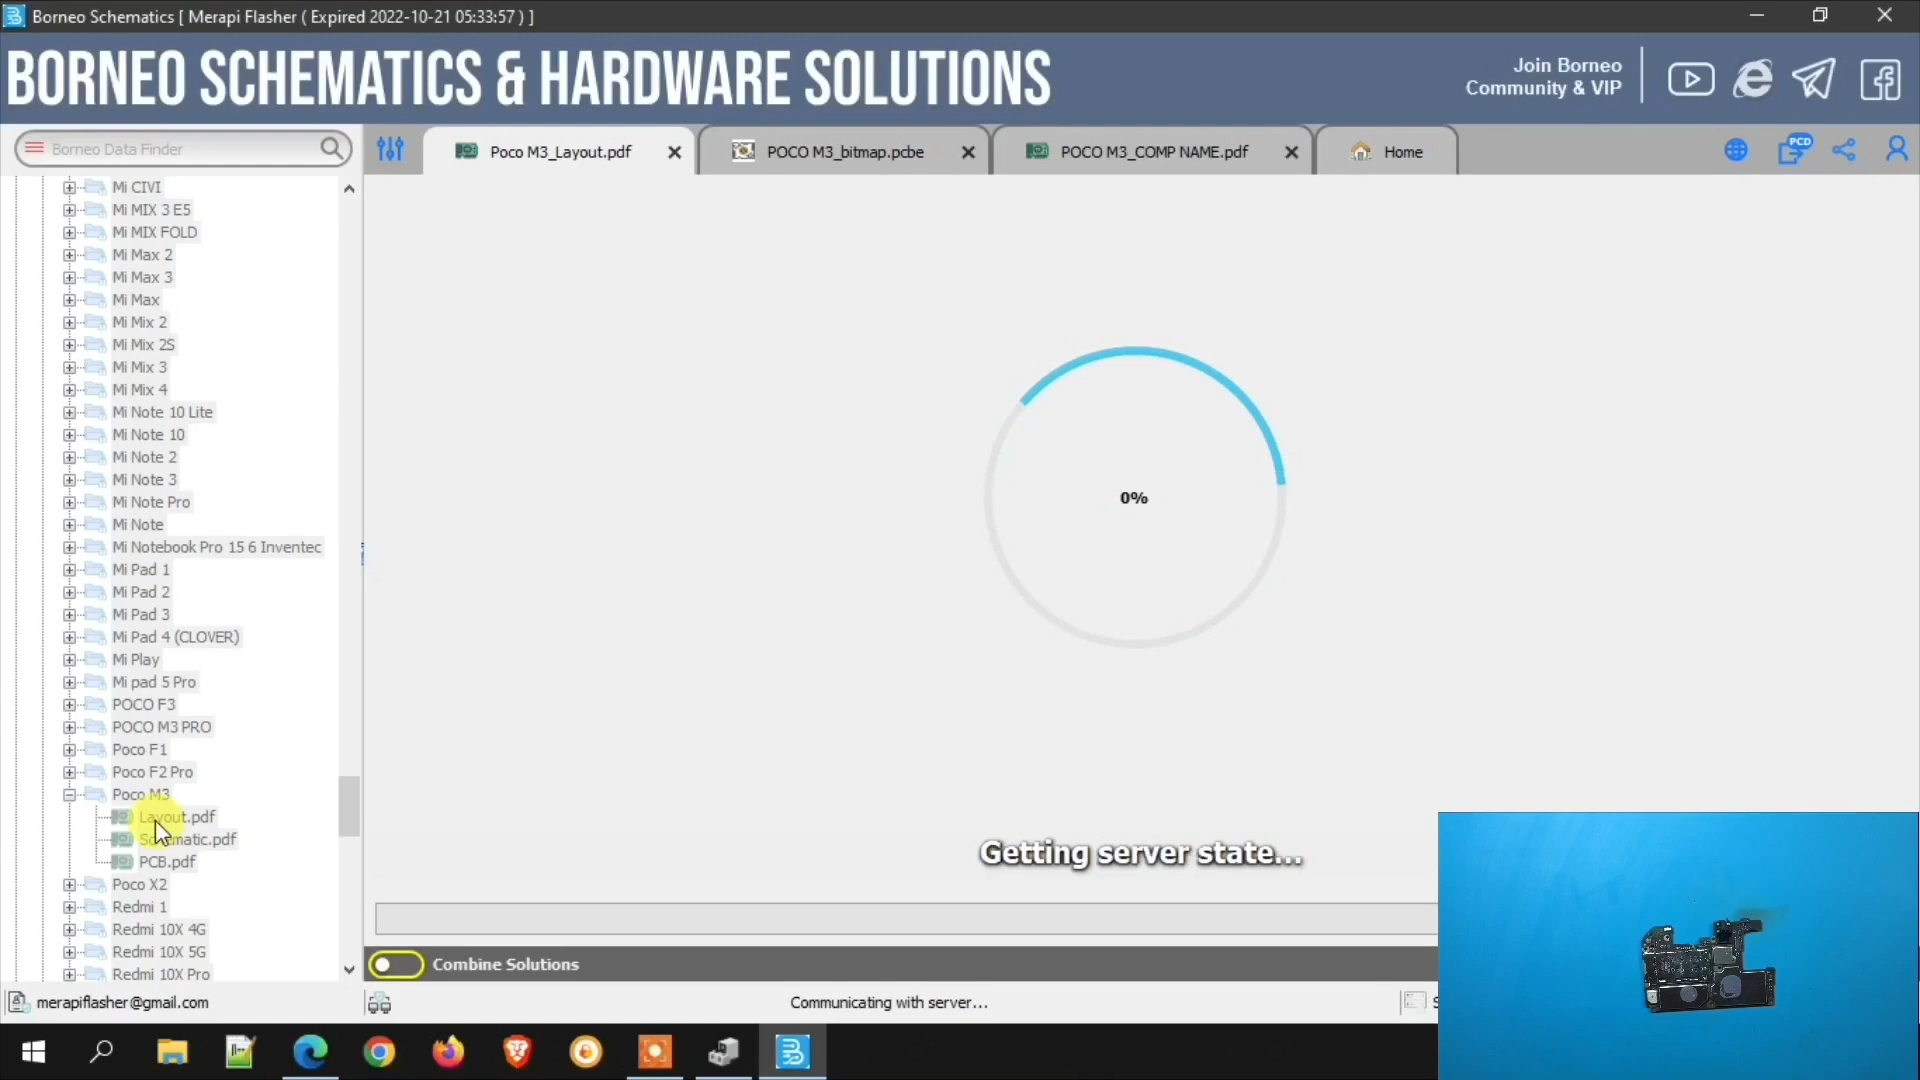 Borneo Schematics [ Merapi Flasher ( Expired 2022-10-21 05:33:57 ) ]
BORNEO SCHEMATICS & HARDWARE SOLUTIONS
Join Borneo
Community & VIP
Borneo Data Finder
Poco M3_Layout.pdf
POCO M3_bitmap.pcbe
POCO M3_COMP NAME.pdf
Home
PCD
Mi CIVI
Mi MIX 3 E5
Mi MIX FOLD
Mi Max 2
Mi Max 3
Mi Max
Mi Mix 2
Mi Mix 2S
Mi Mix 3
Mi Mix 4
Mi Note 10 Lite
Mi Note 10
Mi Note 2
Mi Note 3
Mi Note Pro
Mi Note
Mi Notebook Pro 15 6 Inventec
Mi Pad 1
Mi Pad 2
Mi Pad 3
Mi Pad 4 (CLOVER)
Mi Play
Mi pad 5 Pro
POCO F3
POCO M3 PRO
Poco F1
Poco F2 Pro
Poco M3
Layout.pdf
Schematic.pdf
PCB.pdf
Poco X2
Redmi 1
Redmi 10X 4G
Redmi 10X 5G
Redmi 10X Pro
0%
Getting server state...
Combine Solutions
merapiflasher@gmail.com
Communicating with server...